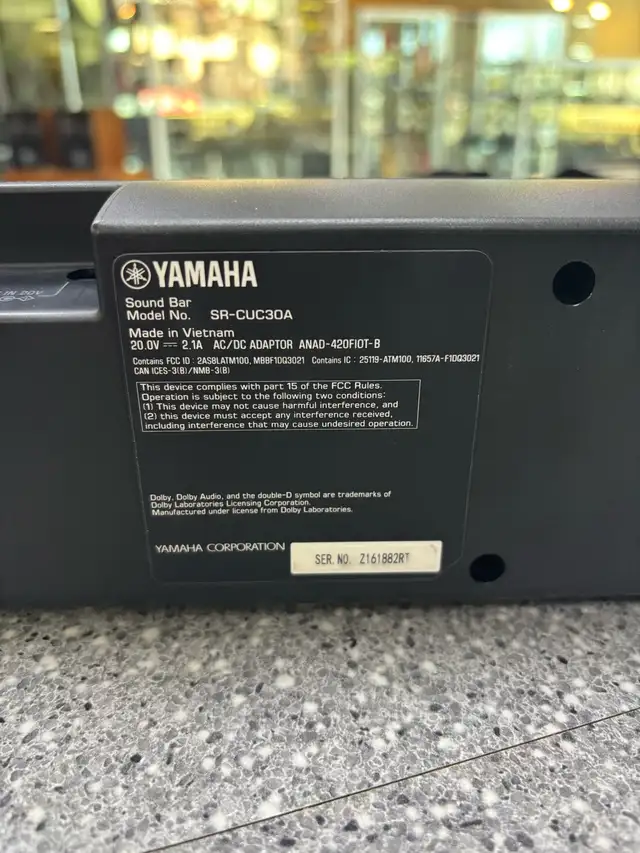 YAMAHA
Sound Bar
Model No. SR-CUC30A
Made in Vietnam
20.0V ⎓ 2.1A AC/DC ADAPTOR ANAD-420FIOT-B
Contains FCC ID : 2AS8LATM100, MBBF10Q3021 Contains IC : 25119-ATM100, 11657A-F10Q3021
CAN ICES-3(B)/NMB-3(B)
This device complies with part 15 of the FCC Rules.
Operation is subject to the following two conditions:
(1) This device may not cause harmful interference, and
(2) this device must accept any interference received,
including interference that may cause undesired operation.
Dolby, Dolby Audio, and the double-D symbol are trademarks of
Dolby Laboratories Licensing Corporation.
Manufactured under license from Dolby Laboratories.
YAMAHA CORPORATION
SER. NO. Z161882RT